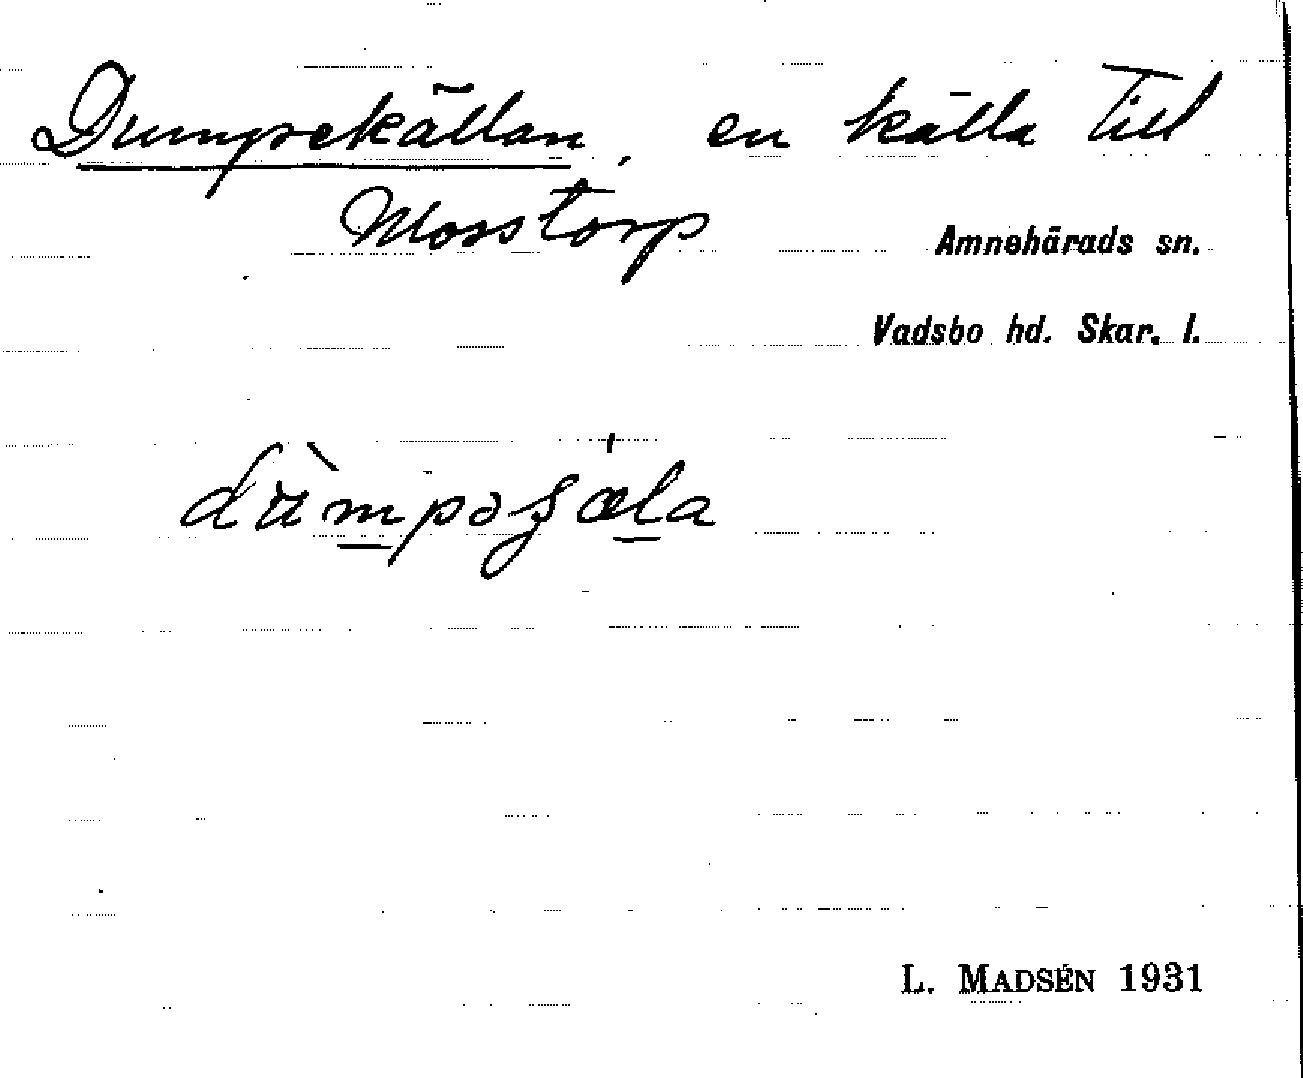 Dumpekällan, en källa till
Mosstorp
Amnehärads sn.
Vadsbo hd. Skar. l.
L. MADSÉN 1931